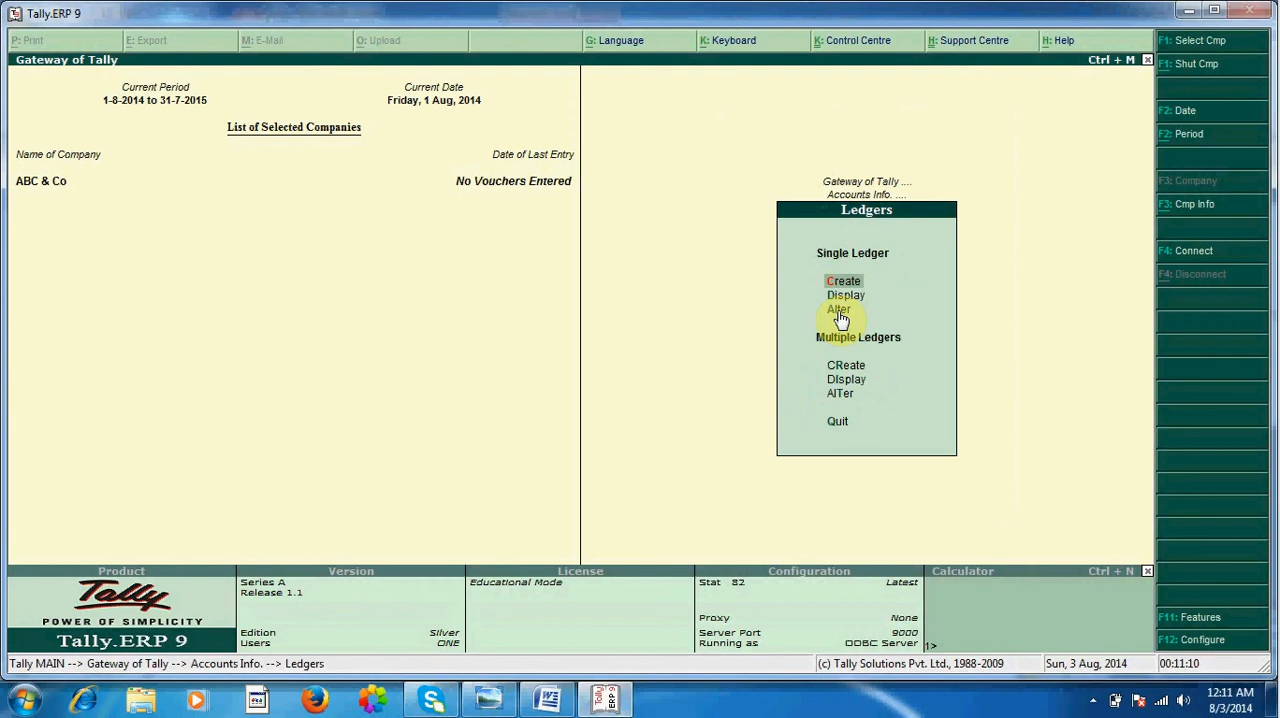 Tally.ERP 9
P: Print
E: Export
M: E-Mail
O: Upload
G: Language
K: Keyboard
K: Control Centre
H: Support Centre
H: Help
F1: Select Cmp
F1: Shut Cmp
F2: Date
F2: Period
F3: Company
F3: Cmp Info
F4: Connect
F4: Disconnect
F11: Features
F12: Configure
Gateway of Tally
Ctrl + M
Current Period
1-8-2014 to 31-7-2015
Current Date
Friday, 1 Aug, 2014
List of Selected Companies
Name of Company
Date of Last Entry
ABC & Co
No Vouchers Entered
Gateway of Tally ....
Accounts Info. ....
Ledgers
Single Ledger
Create
Display
Alter
Multiple Ledgers
CReate
DIsplay
AlTer
Quit
Product
Tally
POWER OF SIMPLICITY
Tally.ERP 9
Version
Series A
Release 1.1
Edition Silver
Users ONE
License
Educational Mode
Configuration
Stat 82 Latest
Proxy None
Server Port 9000
Running as ODBC Server
Calculator
Ctrl + N
1>
Tally MAIN --> Gateway of Tally --> Accounts Info. --> Ledgers
(c) Tally Solutions Pvt. Ltd., 1988-2009
Sun, 3 Aug, 2014
00:11:10
Tally
ERP 9
12:11 AM
8/3/2014